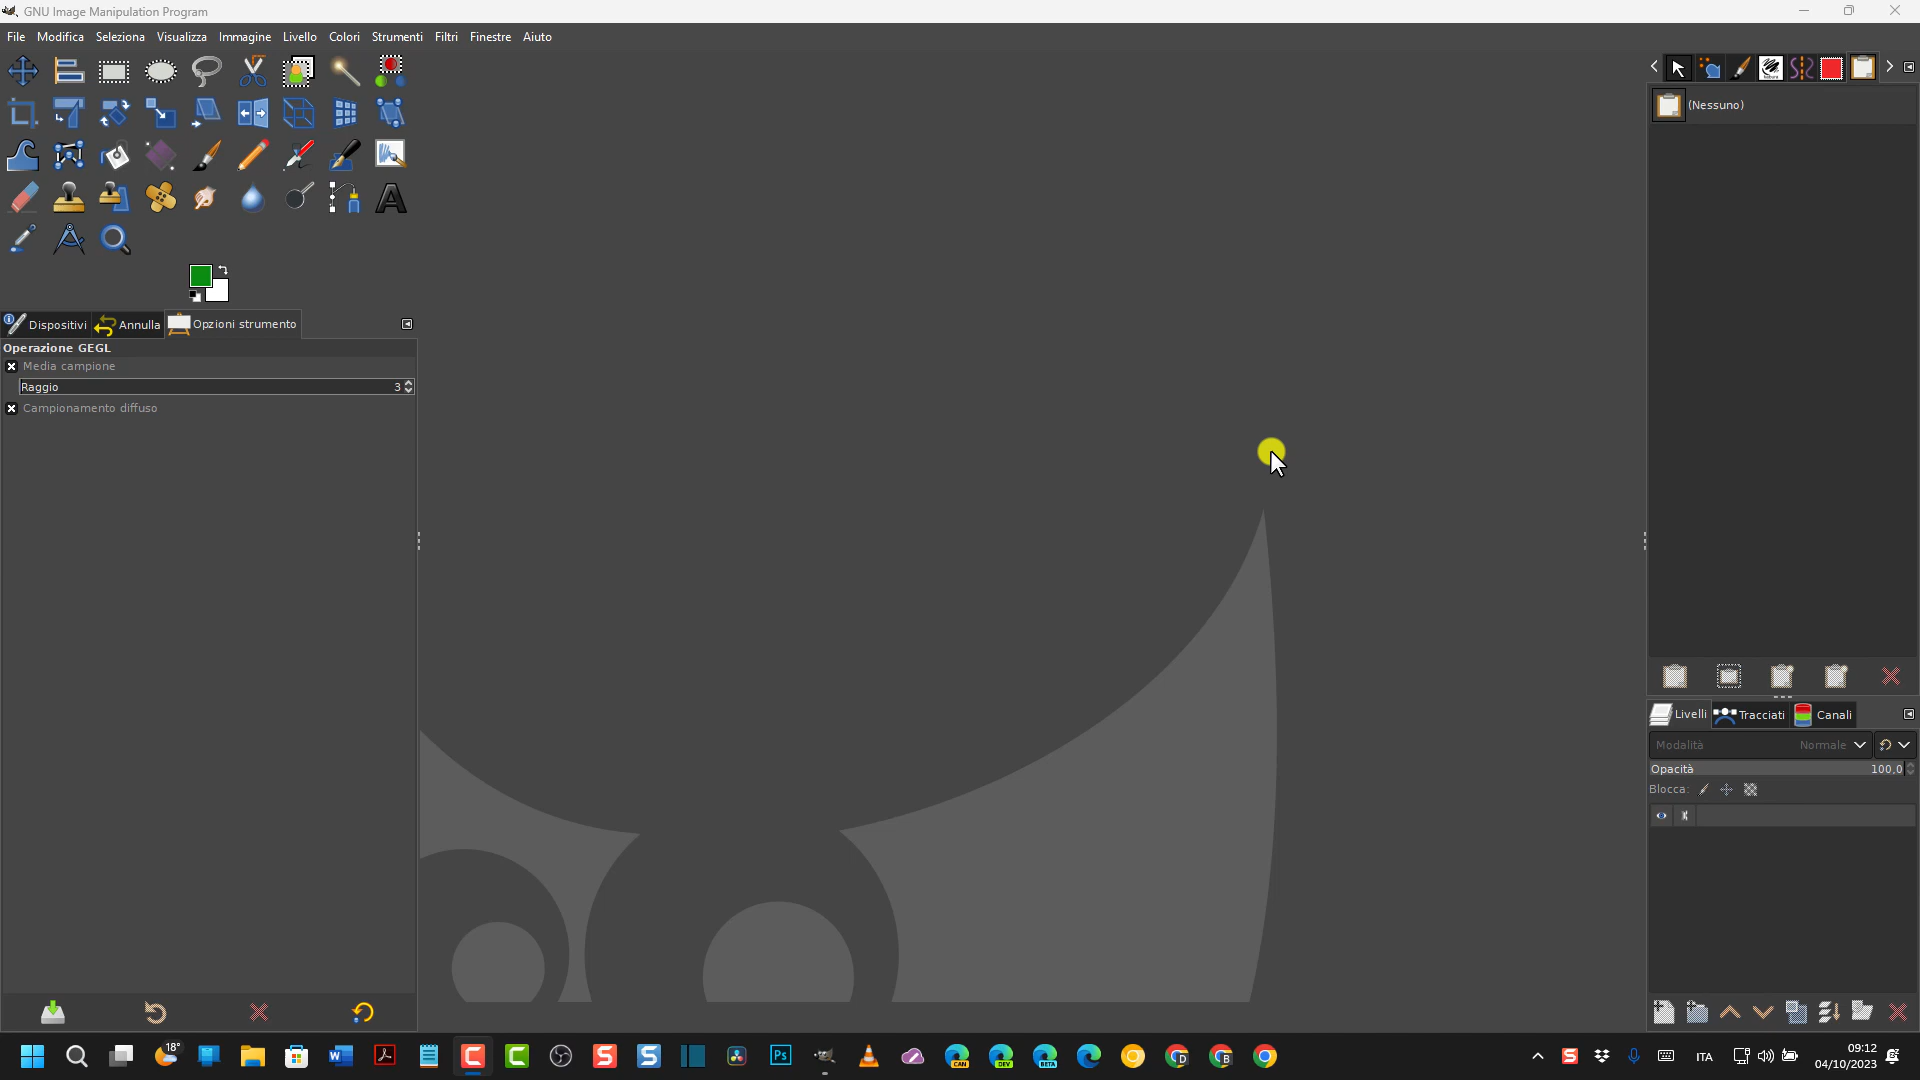 GNU Image Manipulation Program
File Modifica Seleziona Visualizza Immagine Livello Colori Strumenti Filtri Finestre Aiuto
(Nessuno)
Dispositivi Annulla Opzioni strumento
Operazione GEGL
Media campione
Raggio 3
Campionamento diffuso
Livelli Tracciati Canali
Modalità Normale
Opacità 100,0
Blocca:
18°
ITA
09:12
04/10/2023